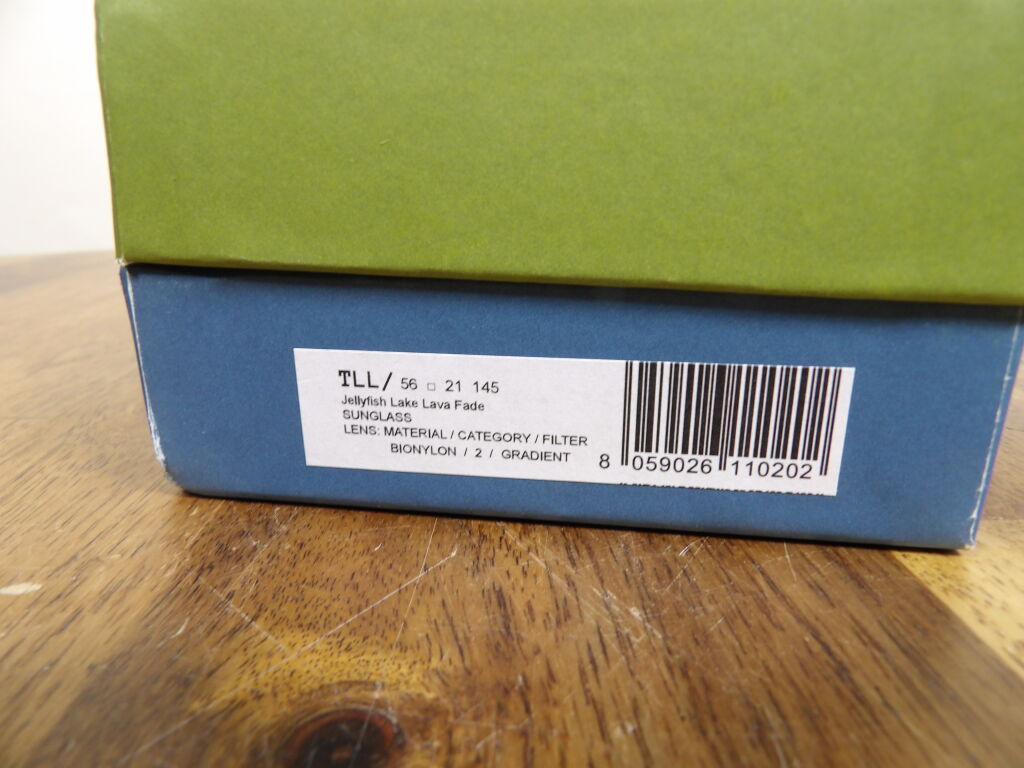 TLL/ 56 □ 21 145
Jellyfish Lake Lava Fade
SUNGLASS
LENS: MATERIAL / CATEGORY / FILTER
BIONYLON / 2 / GRADIENT
8 059026 110202